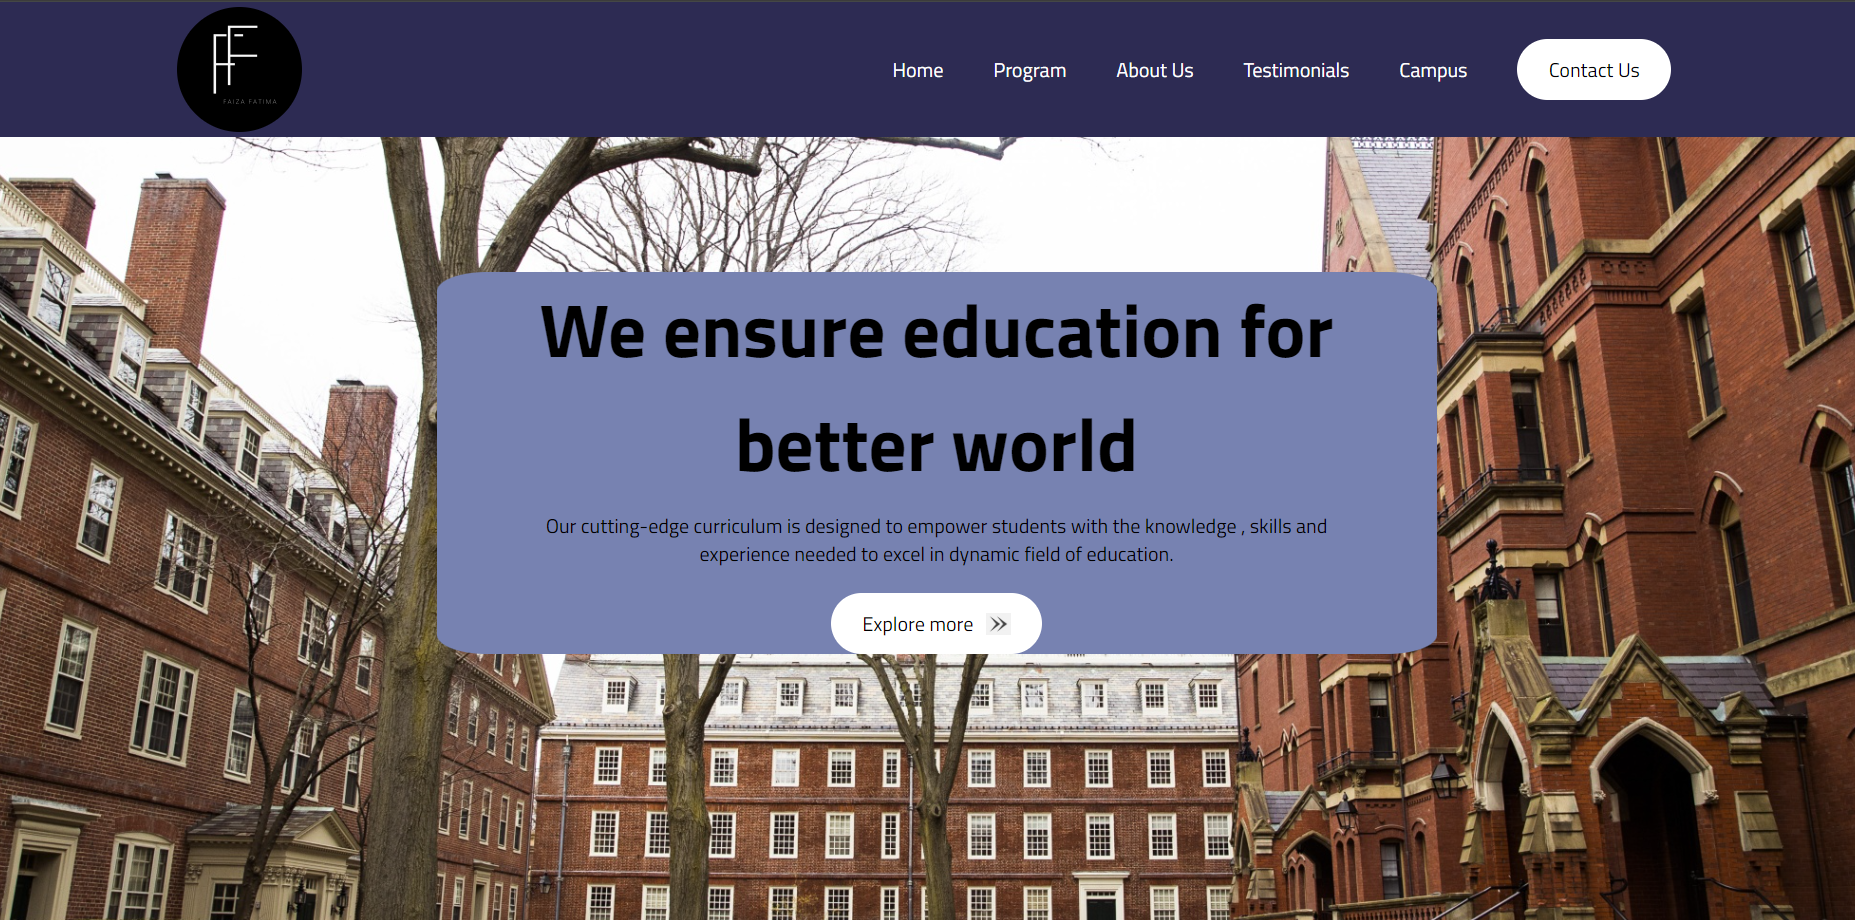 FAIZA FATIMA
Home Program About Us Testimonials Campus Contact Us
We ensure education for
better world
Our cutting-edge curriculum is designed to empower students with the knowledge , skills and
experience needed to excel in dynamic field of education.
Explore more